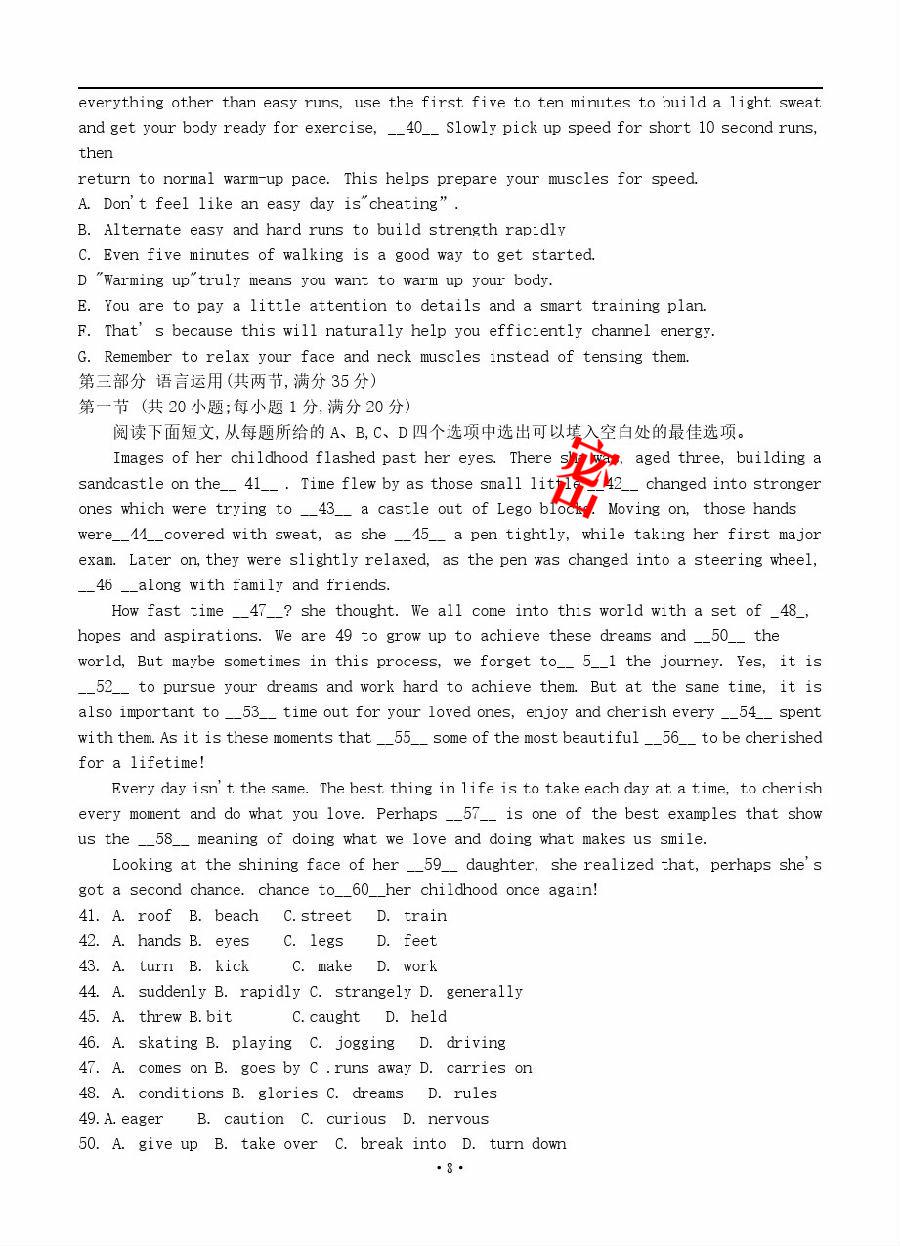 everything other than easy runs, use the first five to ten minutes to build a light sweat
and get your body ready for exercise, __40__ Slowly pick up speed for short 10 second runs,
then
return to normal warm-up pace. This helps prepare your muscles for speed.
A. Don't feel like an easy day is"cheating”.
B. Alternate easy and hard runs to build strength rapidly
C. Even five minutes of walking is a good way to get started.
D "Warming up"truly means you want to warm up your body.
E. You are to pay a little attention to details and a smart training plan.
F. That' s because this will naturally help you efficiently channel energy.
G. Remember to relax your face and neck muscles instead of tensing them.
第三部分 语言运用(共两节,满分35分)
第一节 (共20小题;每小题1分,满分20分)
阅读下面短文,从每题所给的A、B,C、D四个选项中选出可以填入空白处的最佳选项。
Images of her childhood flashed past her eyes. There she was, aged three, building a
sandcastle on the__ 41__ . Time flew by as those small little __42__ changed into stronger
ones which were trying to __43__ a castle out of Lego blocks. Moving on, those hands
were__44__covered with sweat, as she __45__ a pen tightly, while taking her first major
exam. Later on,they were slightly relaxed, as the pen was changed into a steering wheel,
__46 __along with family and friends.
How fast time __47__? she thought. We all come into this world with a set of _48_,
hopes and aspirations. We are 49 to grow up to achieve these dreams and __50__ the
world, But maybe sometimes in this process, we forget to__ 5__1 the journey. Yes, it is
__52__ to pursue your dreams and work hard to achieve them. But at the same time, it is
also important to __53__ time out for your loved ones, enjoy and cherish every __54__ spent
with them.As it is these moments that __55__ some of the most beautiful __56__ to be cherished
for a lifetime!
Every day isn't the same. The best thing in life is to take each day at a time, to cherish
every moment and do what you love. Perhaps __57__ is one of the best examples that show
us the __58__ meaning of doing what we love and doing what makes us smile.
Looking at the shining face of her __59__ daughter, she realized that, perhaps she's
got a second chance. chance to__60__her childhood once again!
41. A. roof B. beach C.street D. train
42. A. hands B. eyes C. legs D. feet
43. A. turn B. kick C. make D. work
44. A. suddenly B. rapidly C. strangely D. generally
45. A. threw B.bit C.caught D. held
46. A. skating B. playing C. jogging D. driving
47. A. comes on B. goes by C .runs away D. carries on
48. A. conditions B. glories C. dreams D. rules
49.A.eager B. caution C. curious D. nervous
50. A. give up B. take over C. break into D. turn down
·8·
密